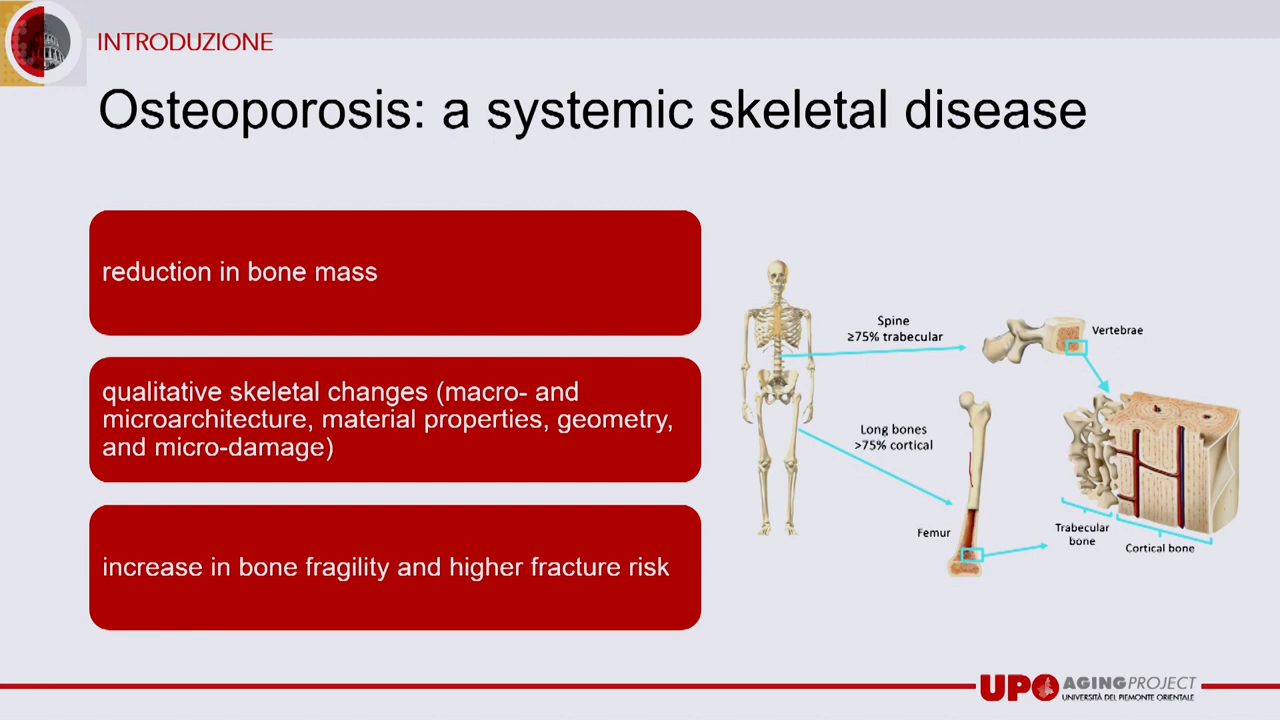 INTRODUZIONE
Osteoporosis: a systemic skeletal disease
reduction in bone mass
qualitative skeletal changes (macro- and
microarchitecture, material properties, geometry,
and micro-damage)
increase in bone fragility and higher fracture risk
Spine
≥75% trabecular
Vertebrae
Long bones
>75% cortical
Femur
Trabecular
bone
Cortical bone
UPO AGINGPROJECT
UNIVERSITÀ DEL PIEMONTE ORIENTALE